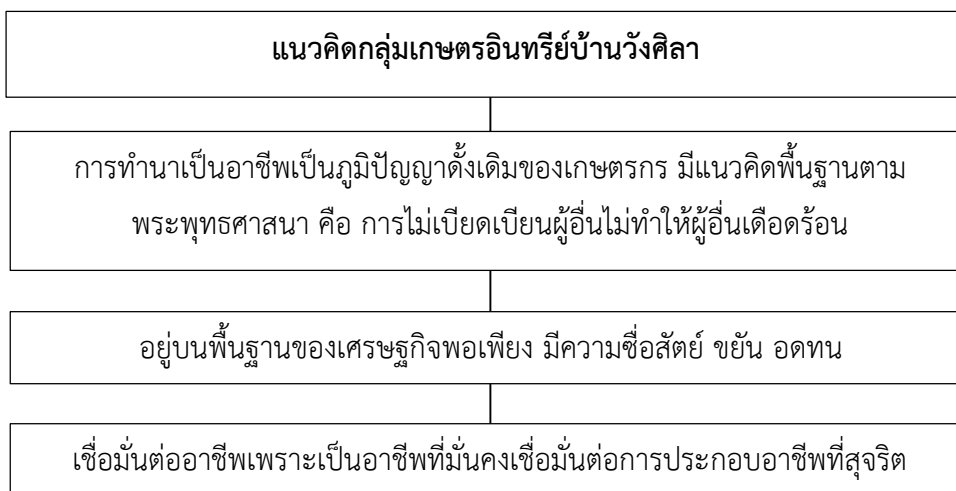 แนวคิดกลุ่มเกษตรอินทรีย์บ้านวังศิลา
การทำนาเป็นอาชีพเป็นภูมิปัญญาดั้งเดิมของเกษตรกร มีแนวคิดพื้นฐานตาม
พระพุทธศาสนา คือ การไม่เบียดเบียนผู้อื่นไม่ทำให้ผู้อื่นเดือดร้อน
อยู่บนพื้นฐานของเศรษฐกิจพอเพียง มีความซื่อสัตย์ ขยัน อดทน
เชื่อมั่นต่ออาชีพเพราะเป็นอาชีพที่มั่นคงเชื่อมั่นต่อการประกอบอาชีพที่สุจริต